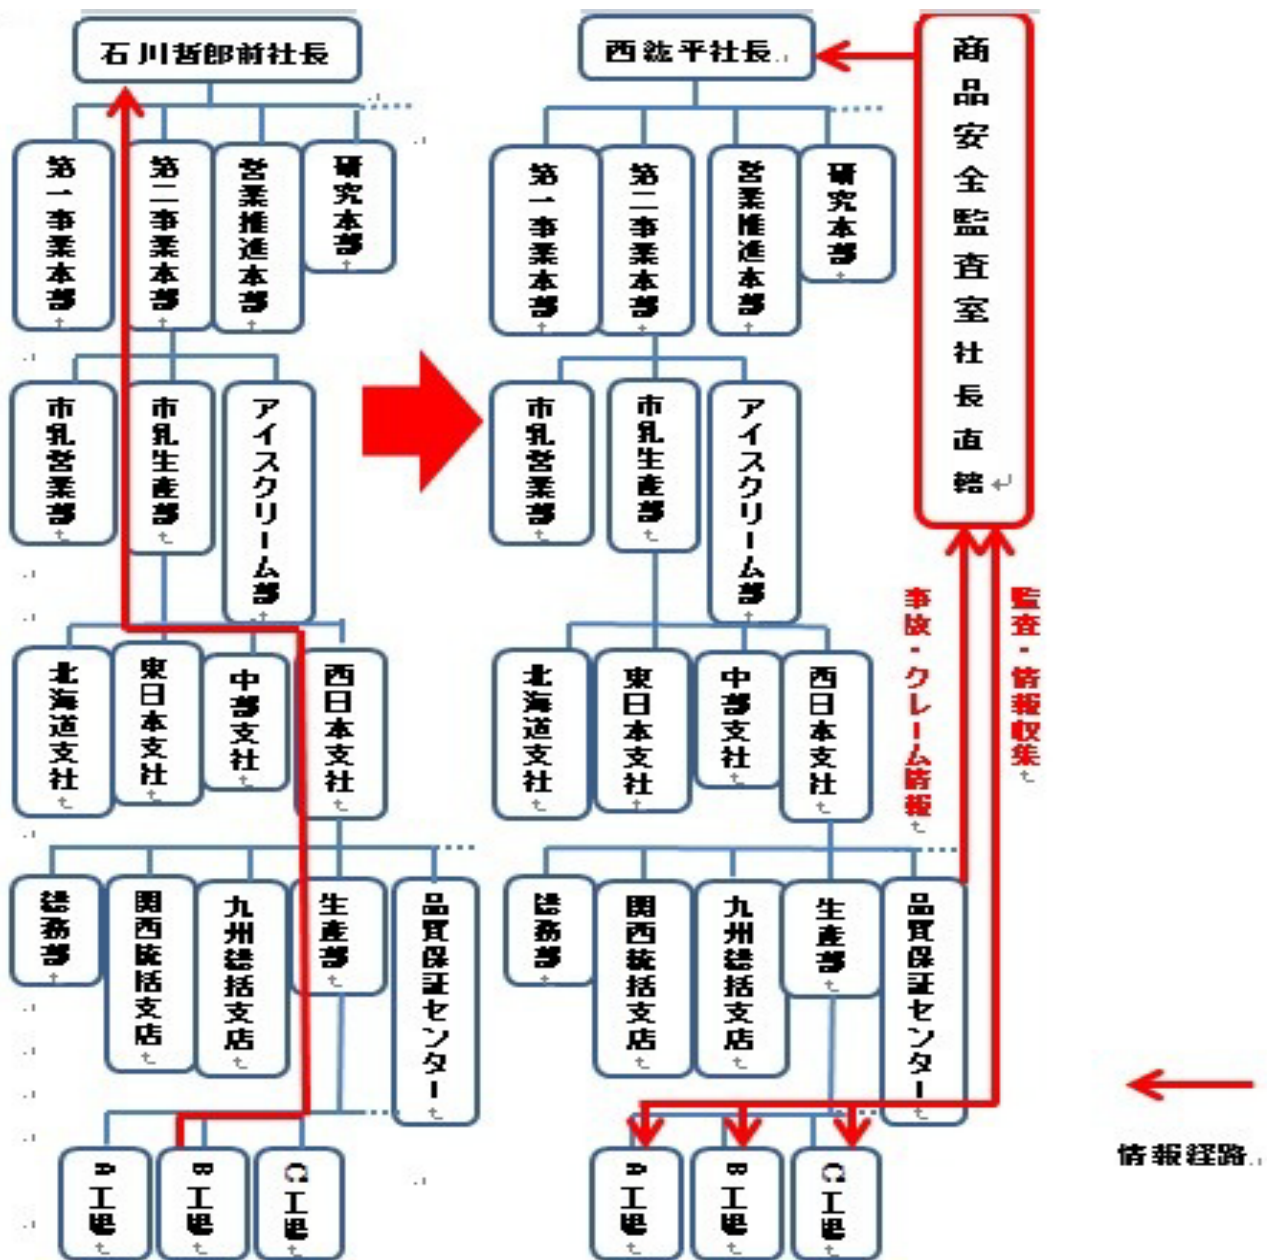 石川哲郎前社長
第一事業本部
第二事業本部
営業推進本部
研究本部
市乳営業部
市乳生産部
アイスクリーム部
北海道支社
東日本支社
中部支社
西日本支社
総務部
関西統括支店
九州総括支店
生産部
品質保証センター
A工場
B工場
C工場
西紘平社長
第一事業本部
第二事業本部
営業推進本部
研究本部
市乳営業部
市乳生産部
アイスクリーム部
北海道支社
東日本支社
中部支社
西日本支社
総務部
関西統括支店
九州総括支店
生産部
品質保証センター
A工場
B工場
C工場
商品安全監査室社長直轄
事故・クレーム情報
監査・情報収集
情報経路